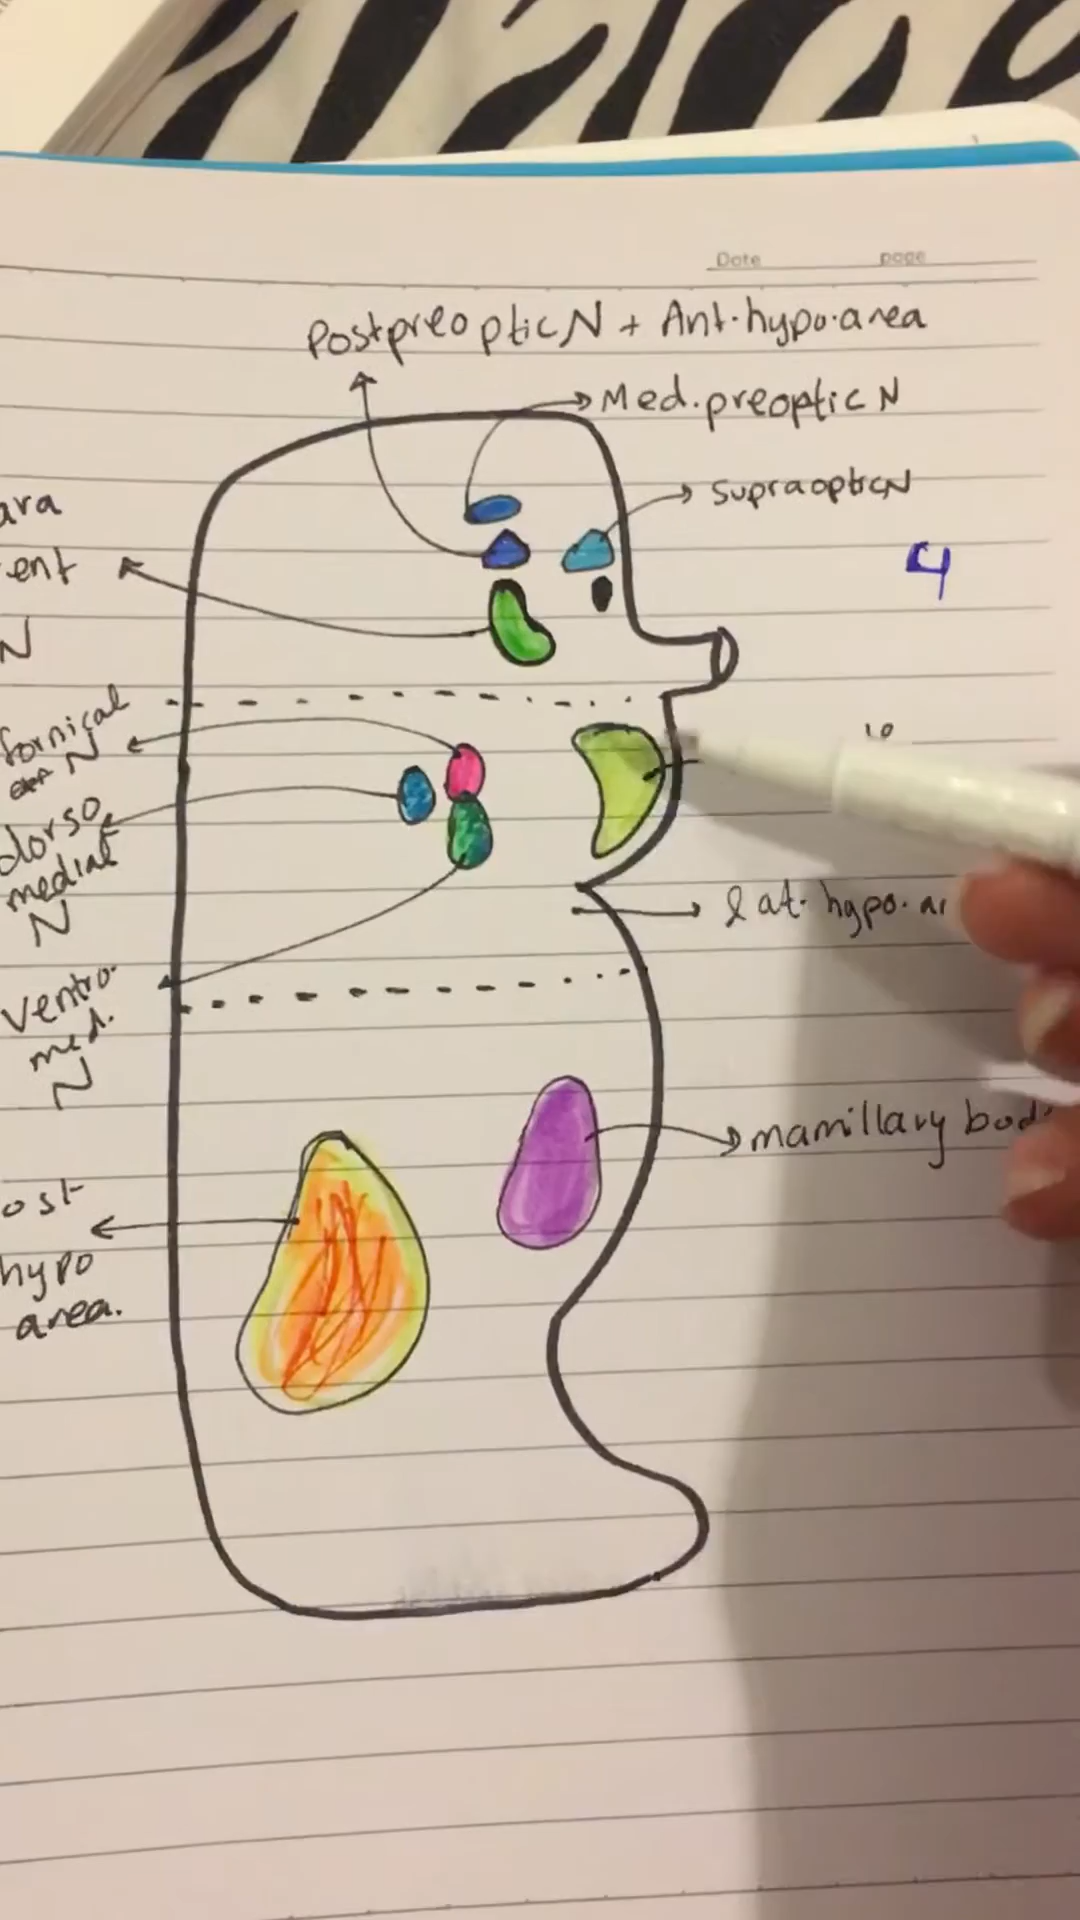 Date page
Postpreoptic N + Ant.hypo.area
Med.preoptic N
supraoptic N
4
ara
ent
N
fornical
N
dorso
medial
N
lat. hypo. ar
ventro.
med.
N
mamillary bod
ost
hypo
area.